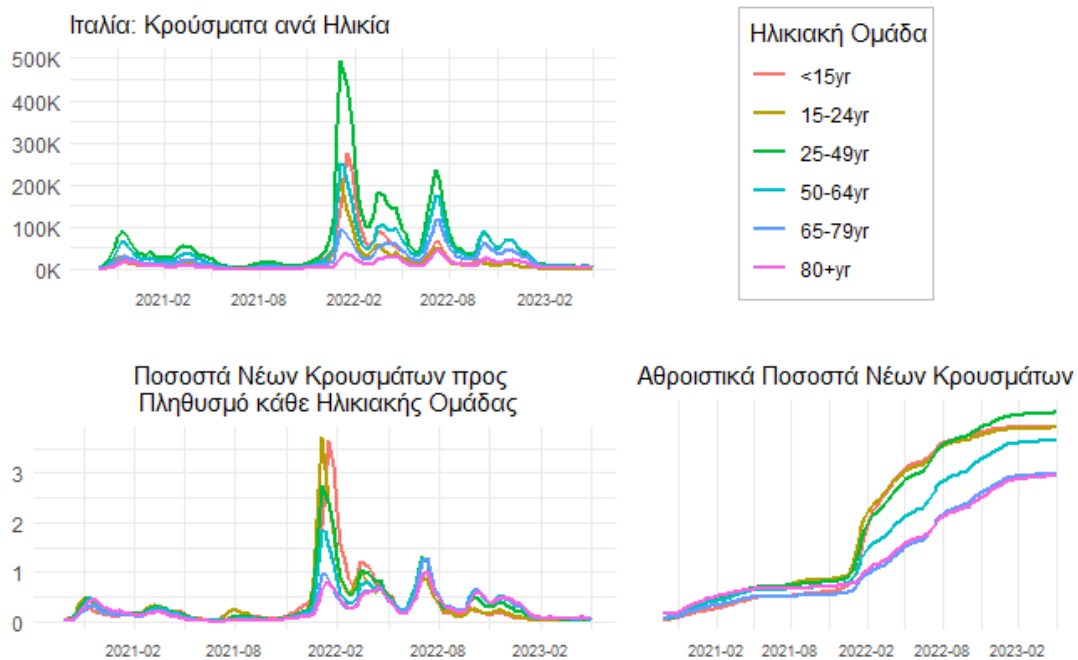 Ιταλία: Κρούσματα ανά Ηλικία
500K
400K
300K
200K
100K
0K
2021-02 2021-08 2022-02 2022-08 2023-02
Ηλικιακή Ομάδα
<15yr
15-24yr
25-49yr
50-64yr
65-79yr
80+yr
Ποσοστά Νέων Κρουσμάτων προς
Πληθυσμό κάθε Ηλικιακής Ομάδας
3
2
1
0
2021-02 2021-08 2022-02 2022-08 2023-02
Αθροιστικά Ποσοστά Νέων Κρουσμάτων
2021-02 2021-08 2022-02 2022-08 2023-02